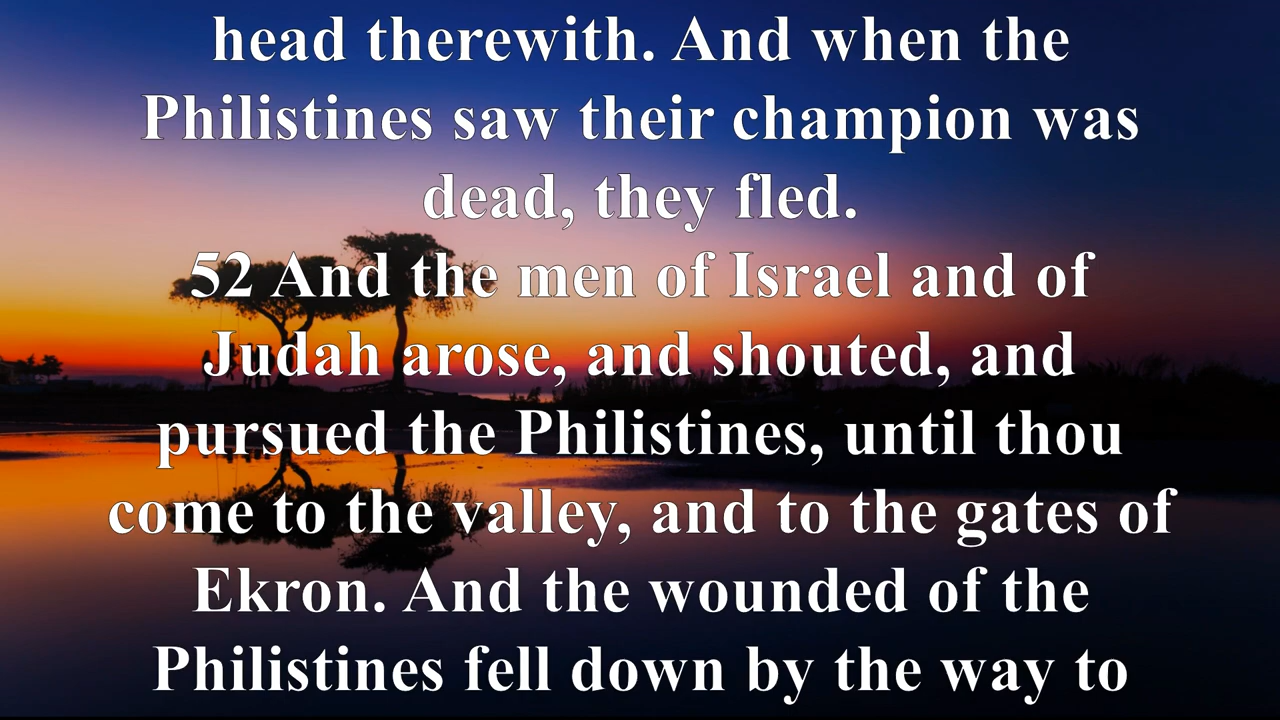 head therewith. And when the
Philistines saw their champion was
dead, they fled.
52 And the men of Israel and of
Judah arose, and shouted, and
pursued the Philistines, until thou
come to the valley, and to the gates of
Ekron. And the wounded of the
Philistines fell down by the way to